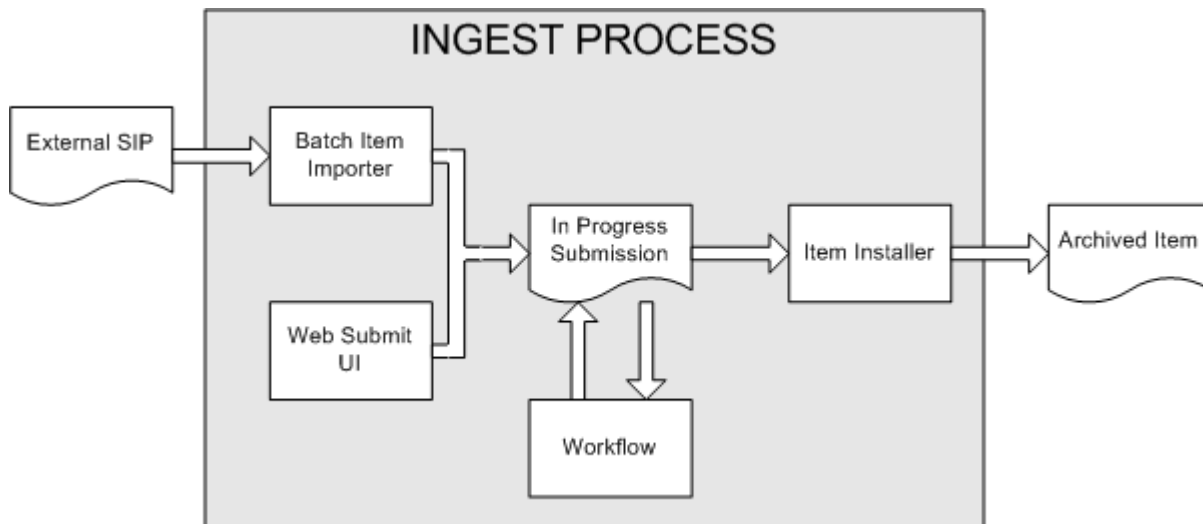 INGEST PROCESS
External SIP
Batch Item
Importer
In Progress
Submission
Item Installer
Archived Item
Web Submit
UI
Workflow